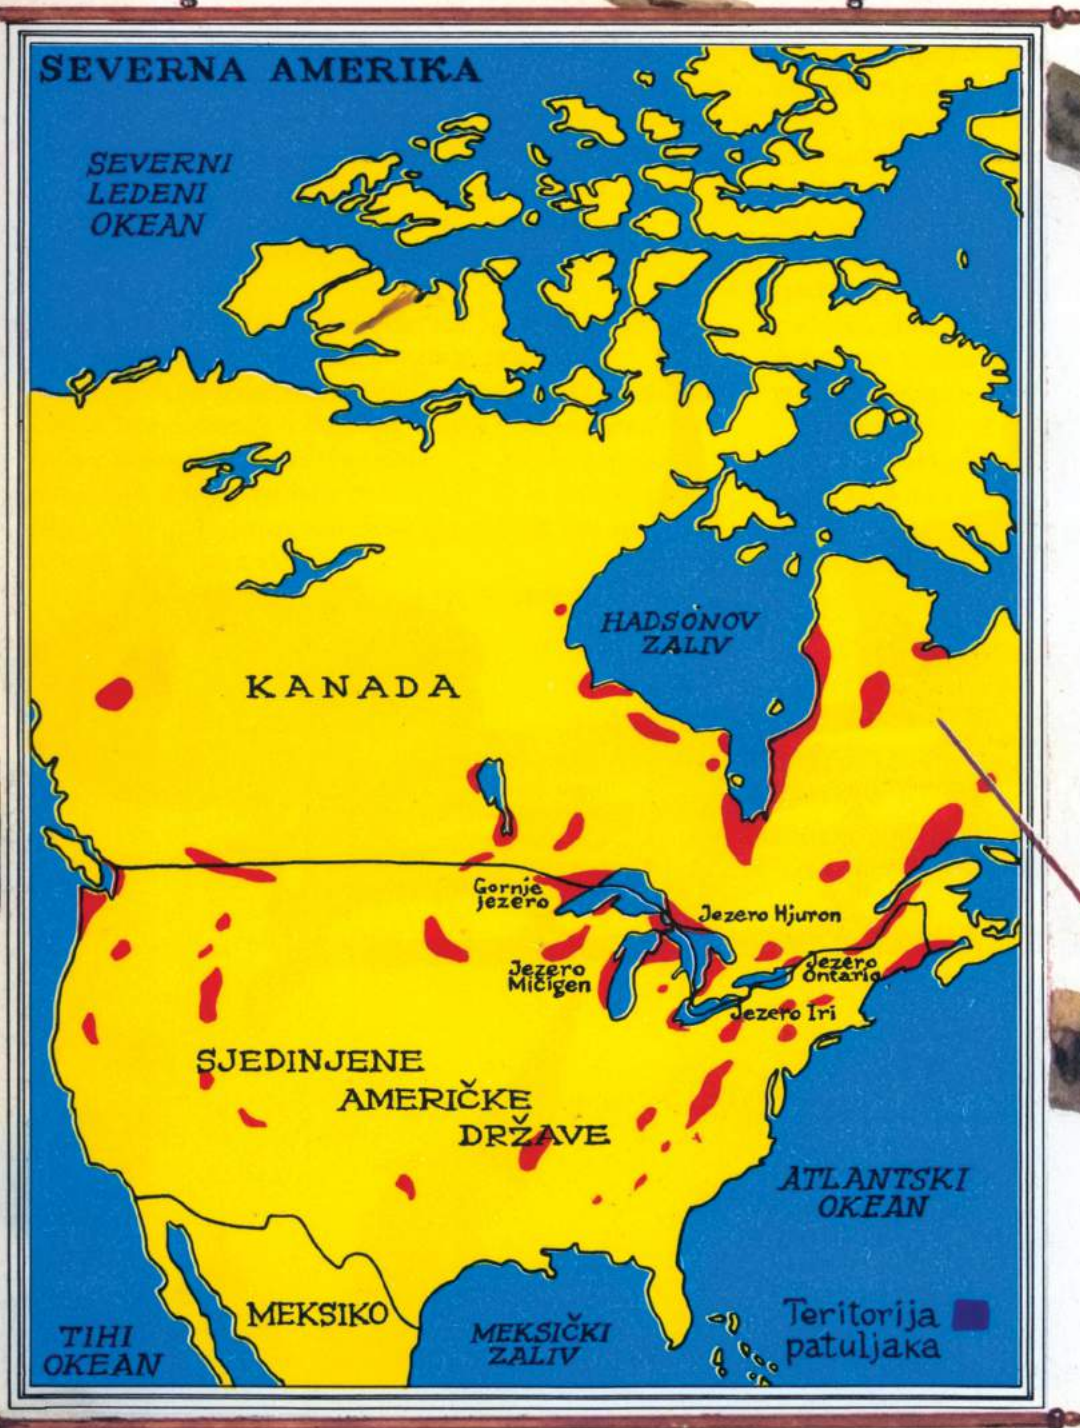 SEVERNA AMERIKA
SEVERNI
LEDENI
OKEAN
HADSONOV
ZALIV
KANADA
Gornje
jezero
Jezero Hjuron
Jezero
Mičigen
Jezero
Ontario
Jezero Iri
SJEDINJENE
AMERIČKE
DRŽAVE
ATLANTSKI
OKEAN
MEKSIKO
TIHI
OKEAN
MEKSIČKI
ZALIV
Teritorija
patuljaka